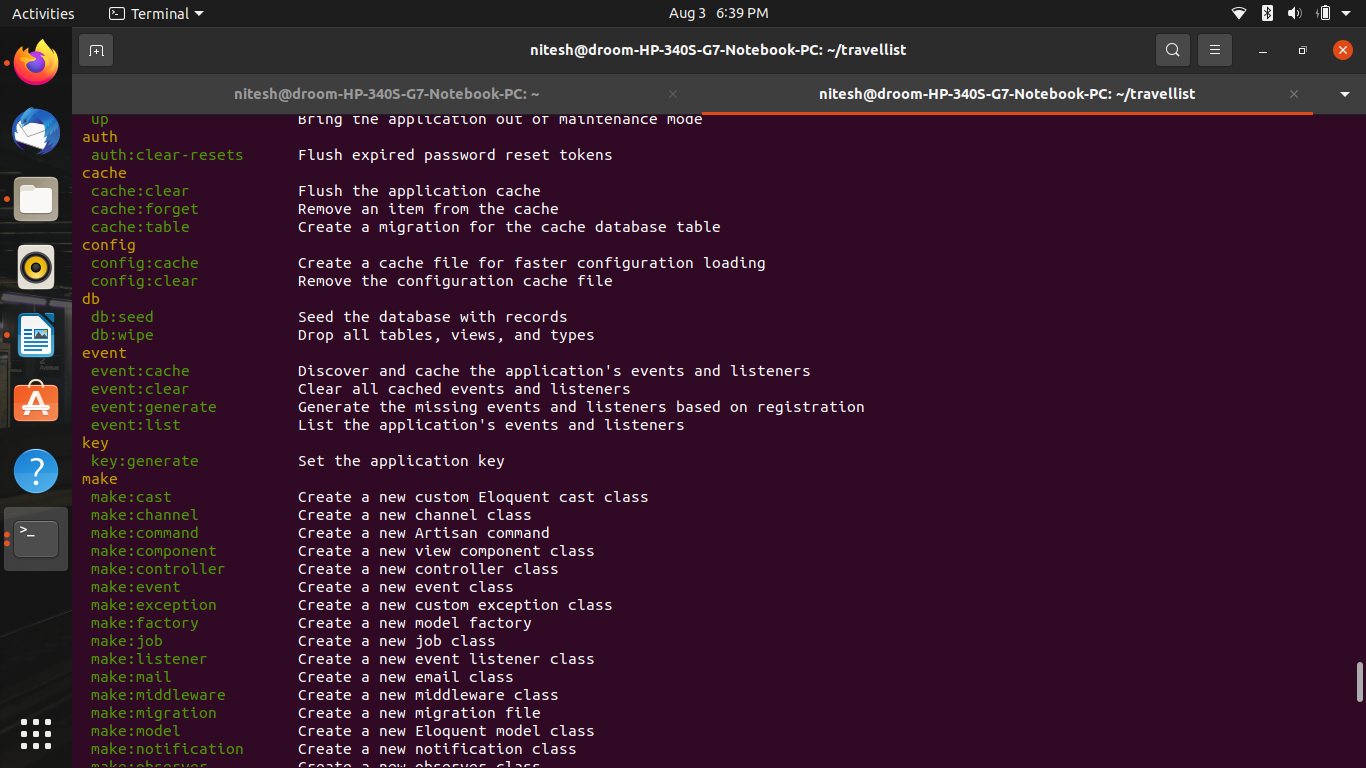 Activities Terminal Aug 3 6:39 PM
nitesh@droom-HP-340S-G7-Notebook-PC: ~/travellist
nitesh@droom-HP-340S-G7-Notebook-PC: ~ nitesh@droom-HP-340S-G7-Notebook-PC: ~/travellist
up Bring the application out of maintenance mode
auth
auth:clear-resets Flush expired password reset tokens
cache
cache:clear Flush the application cache
cache:forget Remove an item from the cache
cache:table Create a migration for the cache database table
config
config:cache Create a cache file for faster configuration loading
config:clear Remove the configuration cache file
db
db:seed Seed the database with records
db:wipe Drop all tables, views, and types
event
event:cache Discover and cache the application's events and listeners
event:clear Clear all cached events and listeners
event:generate Generate the missing events and listeners based on registration
event:list List the application's events and listeners
key
key:generate Set the application key
make
make:cast Create a new custom Eloquent cast class
make:channel Create a new channel class
make:command Create a new Artisan command
make:component Create a new view component class
make:controller Create a new controller class
make:event Create a new event class
make:exception Create a new custom exception class
make:factory Create a new model factory
make:job Create a new job class
make:listener Create a new event listener class
make:mail Create a new email class
make:middleware Create a new middleware class
make:migration Create a new migration file
make:model Create a new Eloquent model class
make:notification Create a new notification class
make:observer Create a new observer class